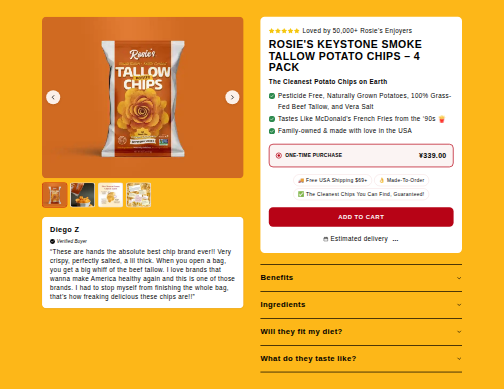 Rosie's
TALLOW
CHIPS
Diego Z
Verified Buyer
"These are hands the absolute best chip brand ever!! Very
crispy, perfectly salted, a lil thick. When you open a bag,
you get a big whiff of the beef tallow. I love brands that
wanna make America healthy again and this is one of those
brands. I had to stop myself from finishing the whole bag,
that's how freaking delicious these chips are!!"
Loved by 50,000+ Rosie's Enjoyers
ROSIE'S KEYSTONE SMOKE
TALLOW POTATO CHIPS – 4
PACK
The Cleanest Potato Chips on Earth
Pesticide Free, Naturally Grown Potatoes, 100% Grass-
Fed Beef Tallow, and Vera Salt
Tastes Like McDonald's French Fries from the '90s 🍟
Family-owned & made with love in the USA
ONE-TIME PURCHASE ¥339.00
🚚 Free USA Shipping $69+ 👌 Made-To-Order
✅ The Cleanest Chips You Can Find, Guaranteed!
ADD TO CART
Estimated delivery ...
Benefits
Ingredients
Will they fit my diet?
What do they taste like?